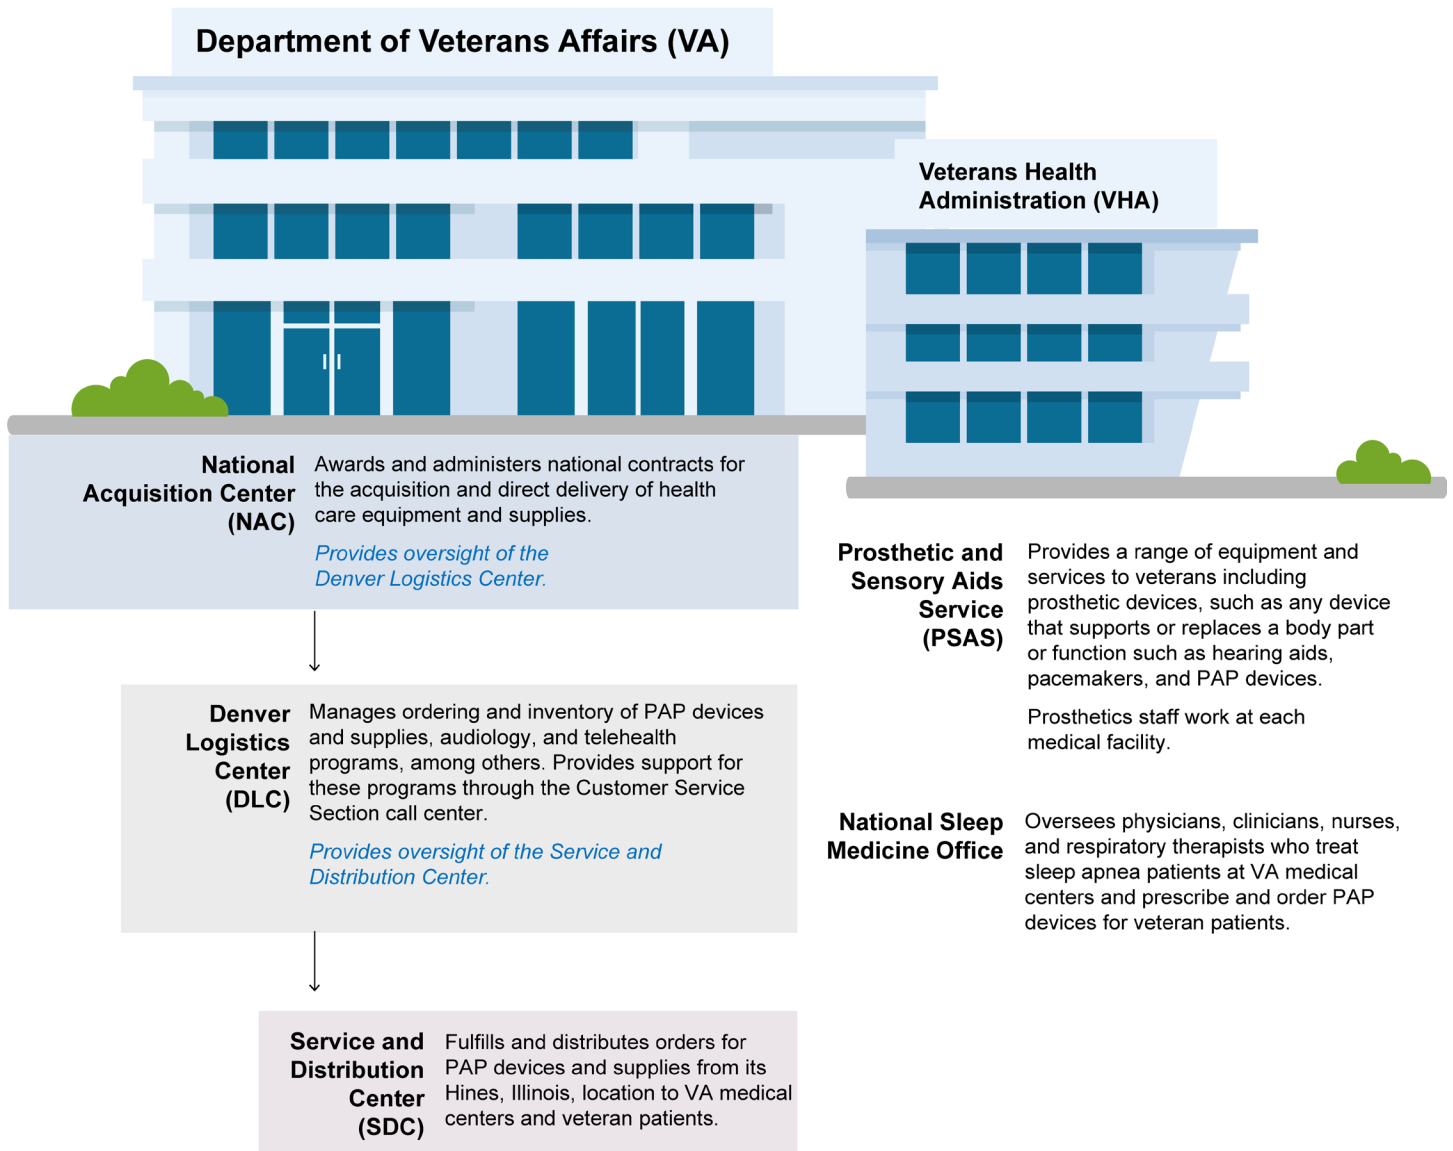 Department of Veterans Affairs (VA)
Veterans Health
Administration (VHA)
National
Acquisition Center
(NAC)
Awards and administers national contracts for
the acquisition and direct delivery of health
care equipment and supplies.
Provides oversight of the
Denver Logistics Center.
Denver
Logistics
Center
(DLC)
Manages ordering and inventory of PAP devices
and supplies, audiology, and telehealth
programs, among others. Provides support for
these programs through the Customer Service
Section call center.
Provides oversight of the Service and
Distribution Center.
Service and
Distribution
Center
(SDC)
Fulfills and distributes orders for
PAP devices and supplies from its
Hines, Illinois, location to VA medical
centers and veteran patients.
Prosthetic and
Sensory Aids
Service
(PSAS)
Provides a range of equipment and
services to veterans including
prosthetic devices, such as any device
that supports or replaces a body part
or function such as hearing aids,
pacemakers, and PAP devices.
Prosthetics staff work at each
medical facility.
National Sleep
Medicine Office
Oversees physicians, clinicians, nurses,
and respiratory therapists who treat
sleep apnea patients at VA medical
centers and prescribe and order PAP
devices for veteran patients.